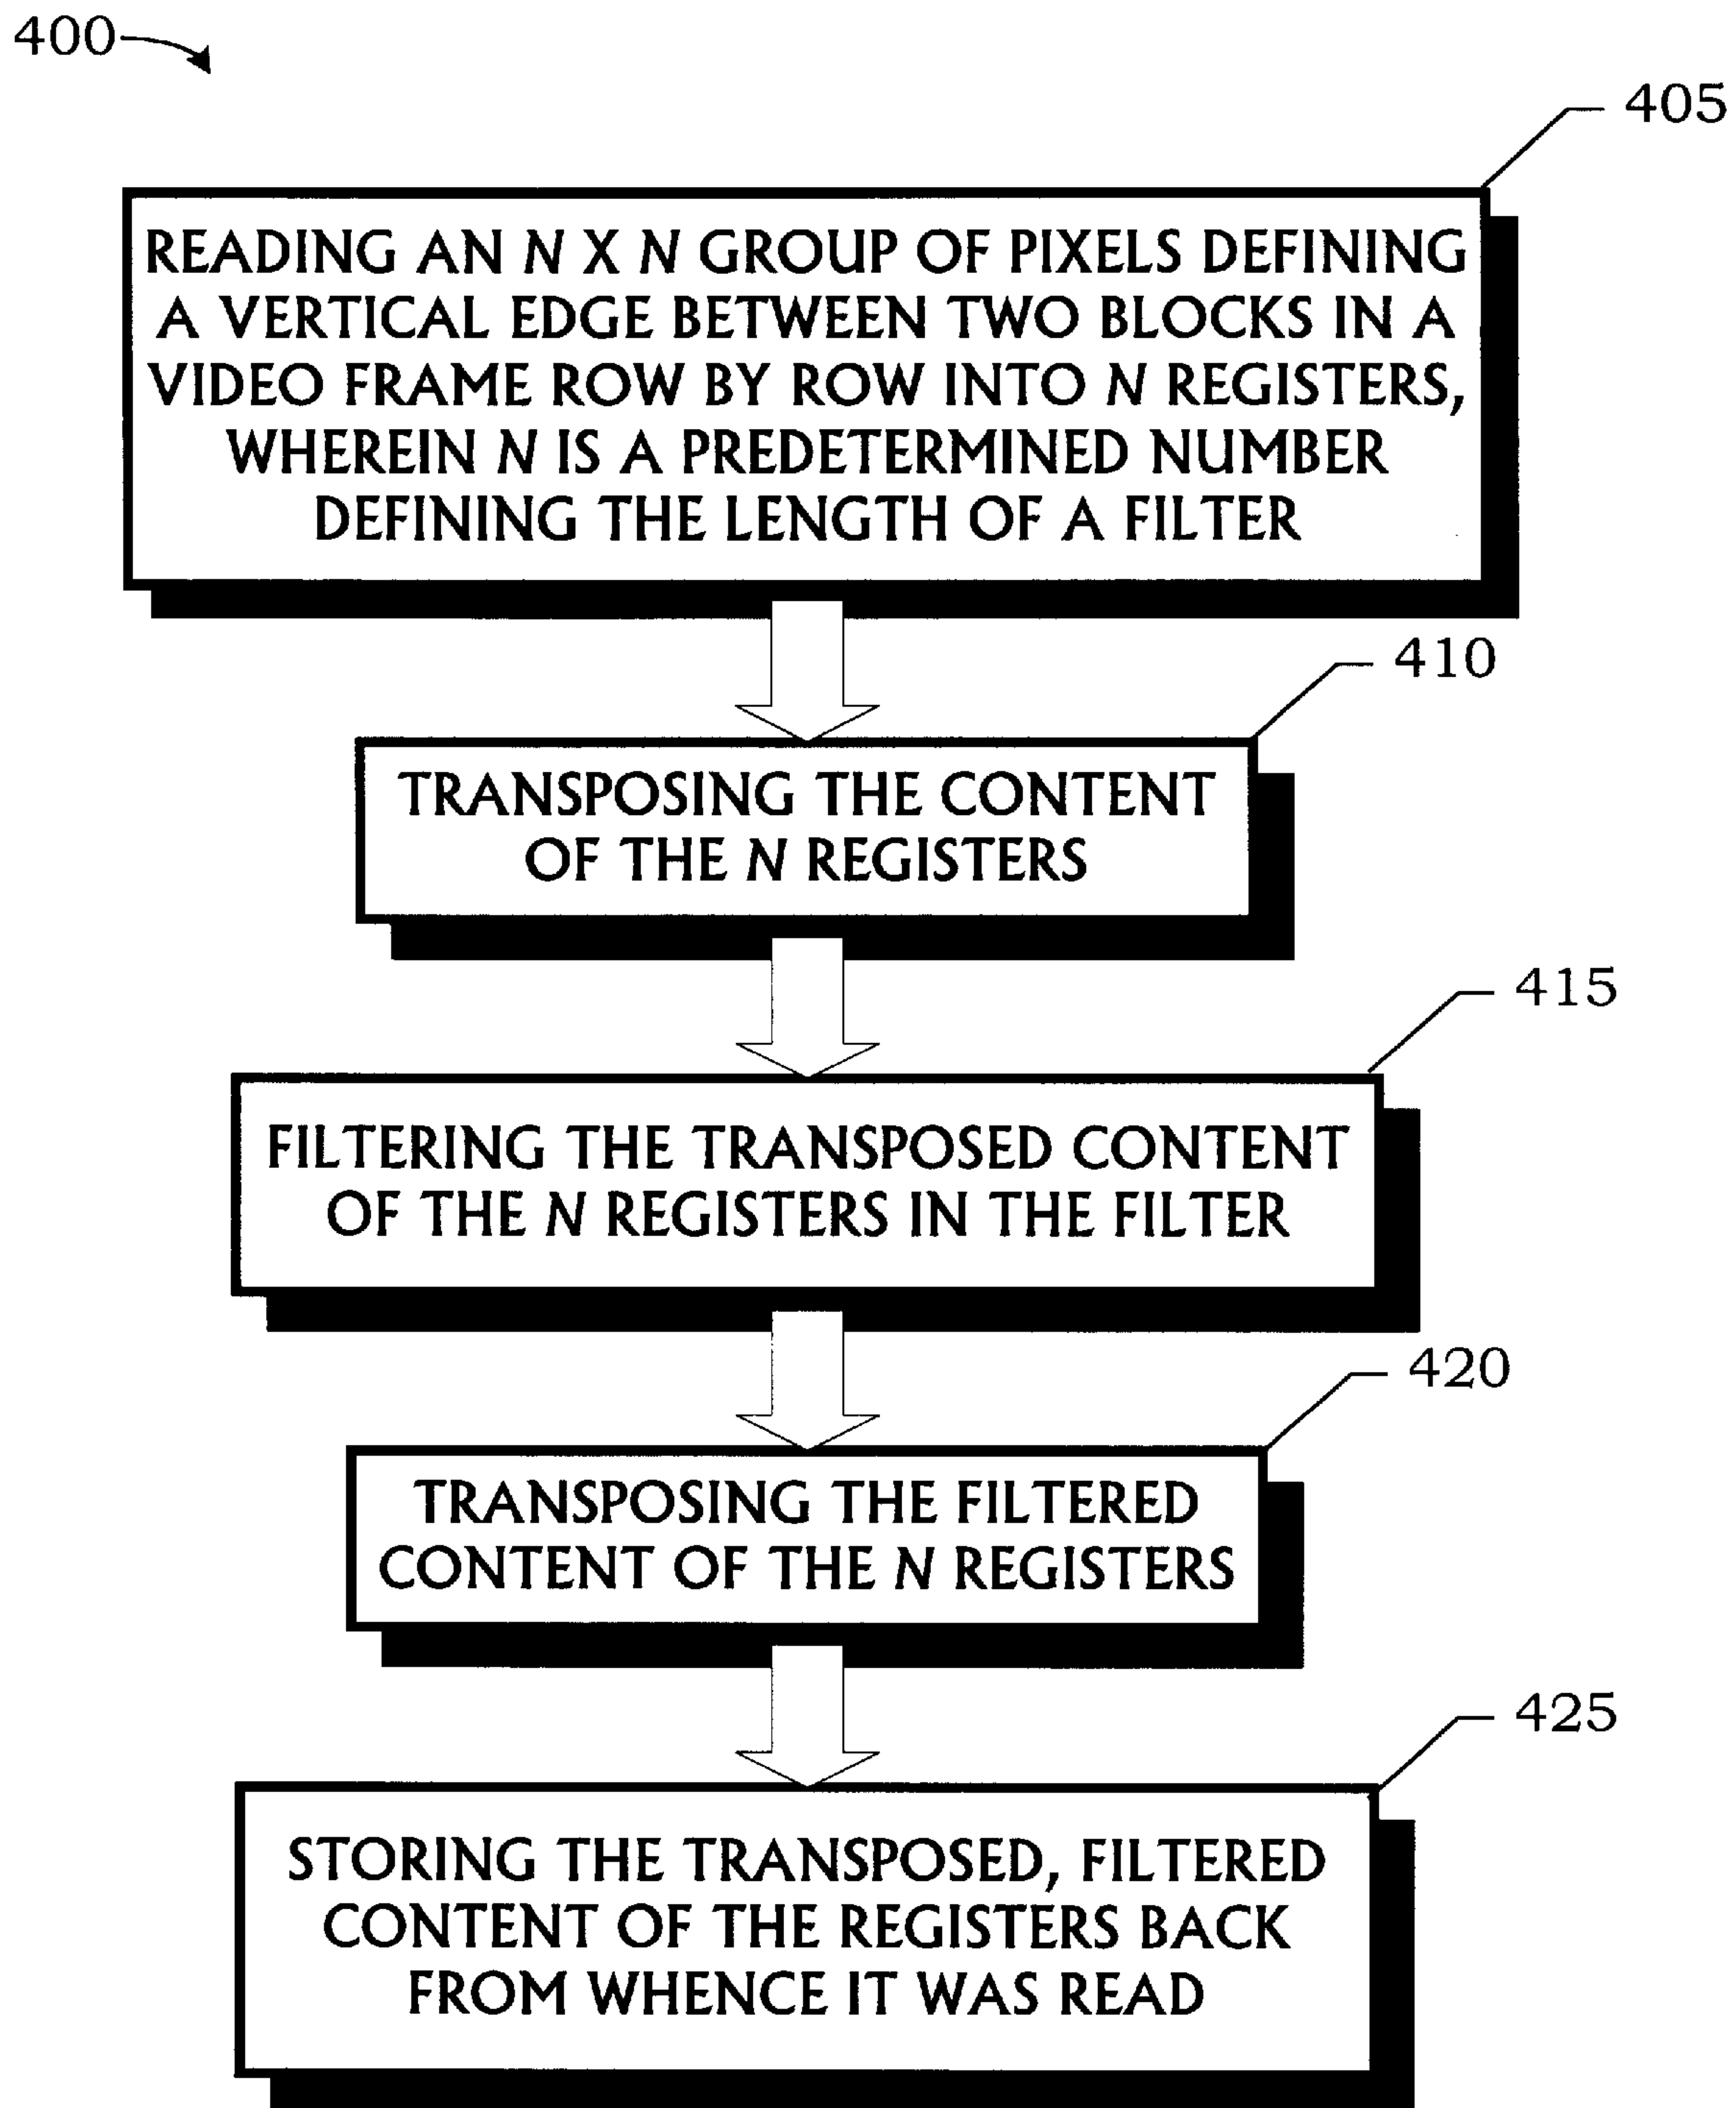 400
405
READING AN N X N GROUP OF PIXELS DEFINING
A VERTICAL EDGE BETWEEN TWO BLOCKS IN A
VIDEO FRAME ROW BY ROW INTO N REGISTERS,
WHEREIN N IS A PREDETERMINED NUMBER
DEFINING THE LENGTH OF A FILTER
410
TRANSPOSING THE CONTENT
OF THE N REGISTERS
415
FILTERING THE TRANSPOSED CONTENT
OF THE N REGISTERS IN THE FILTER
420
TRANSPOSING THE FILTERED
CONTENT OF THE N REGISTERS
425
STORING THE TRANSPOSED, FILTERED
CONTENT OF THE REGISTERS BACK
FROM WHENCE IT WAS READ